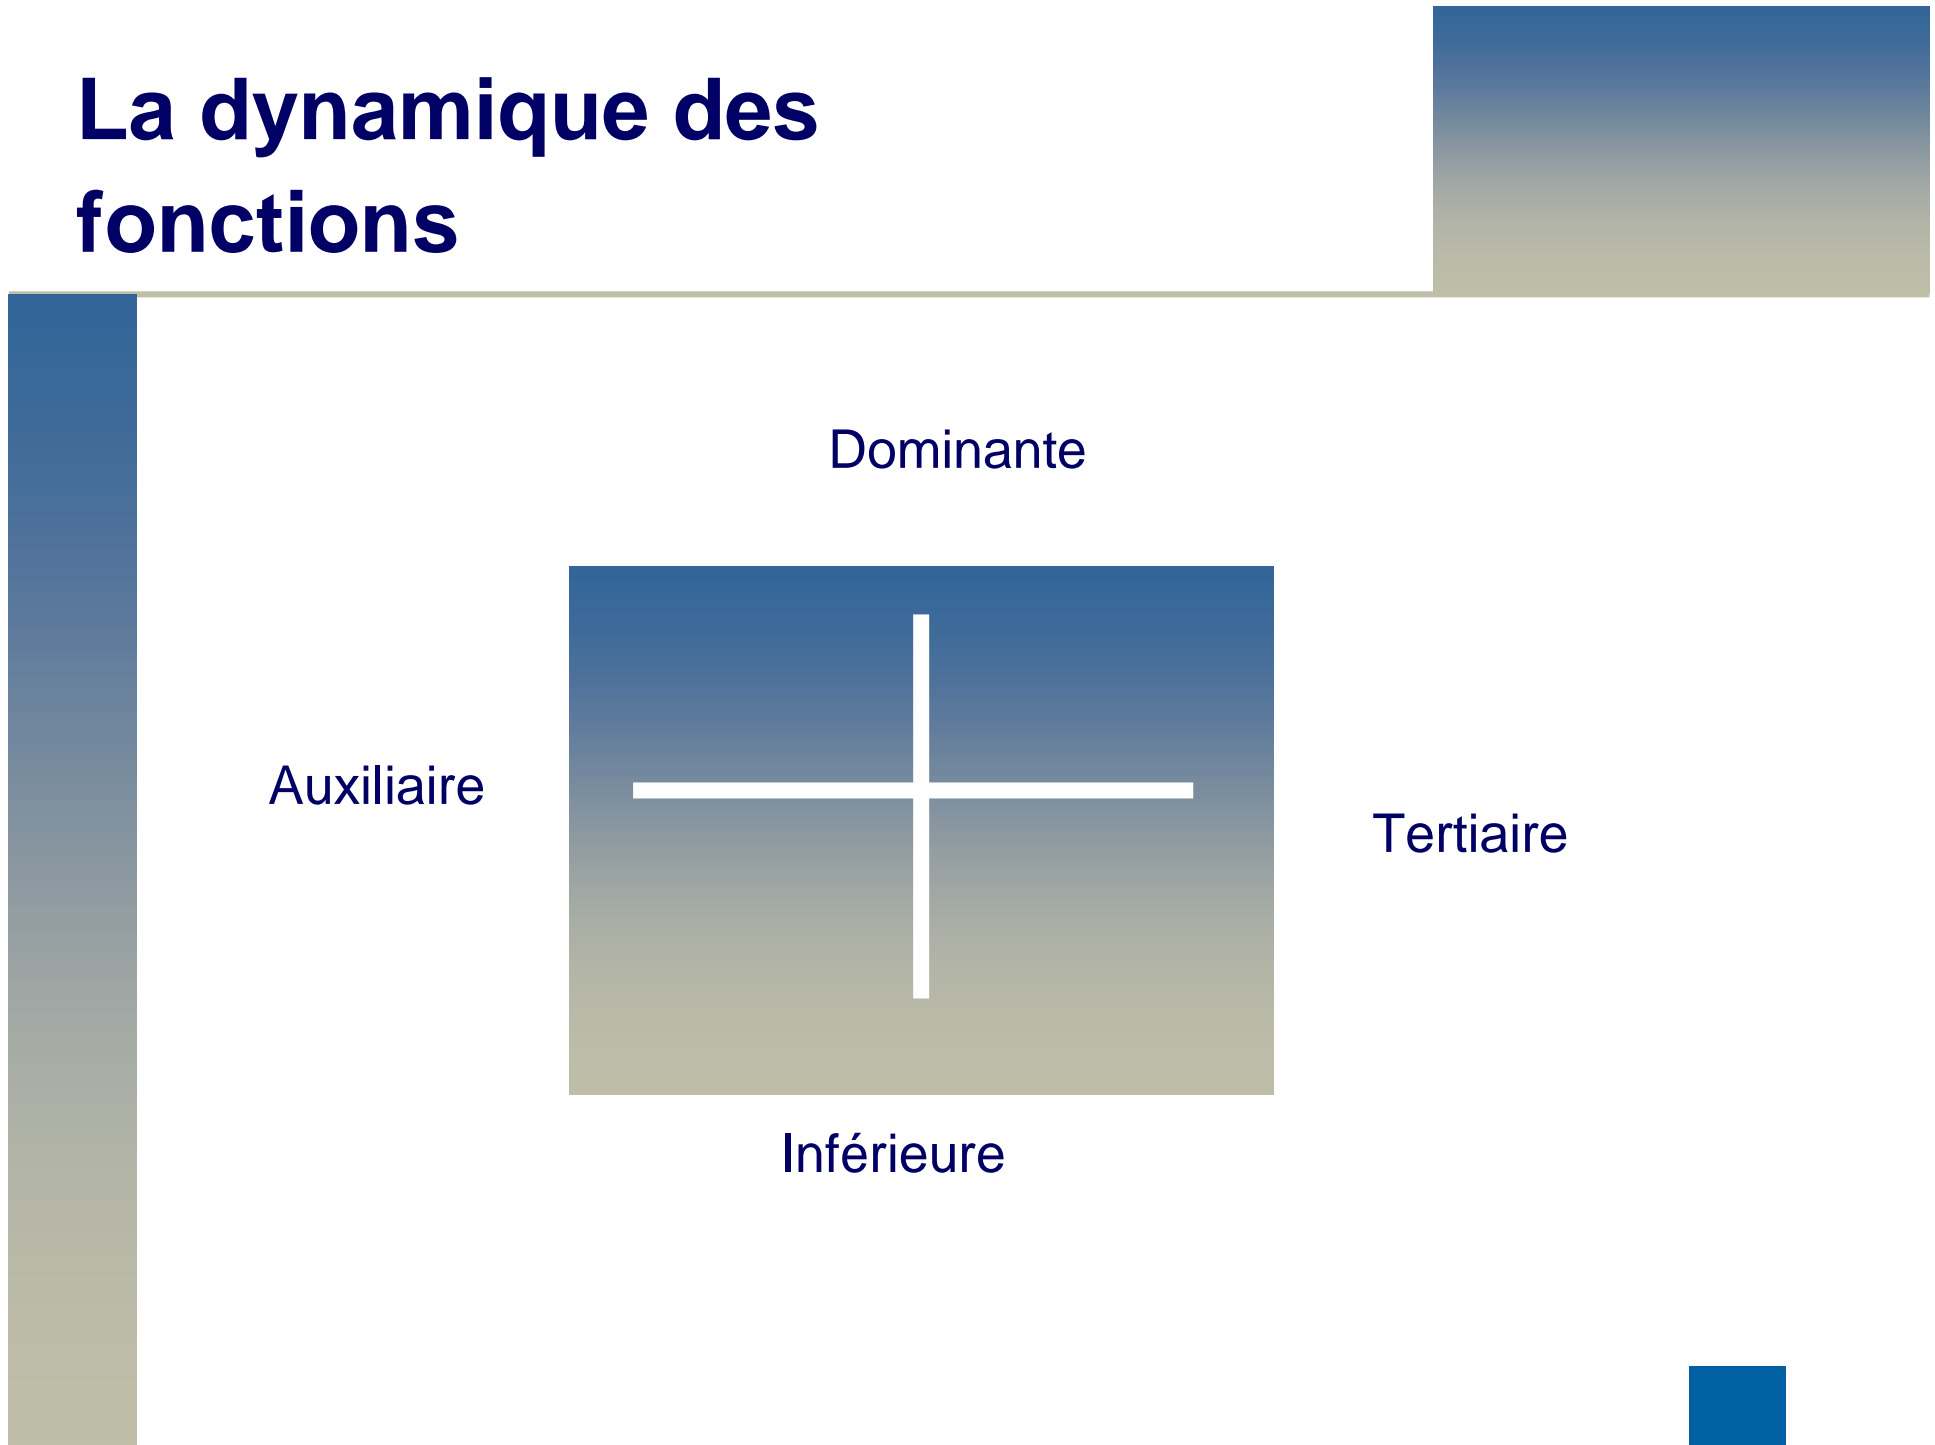 La dynamique des
fonctions
Dominante
Auxiliaire
Tertiaire
Inférieure